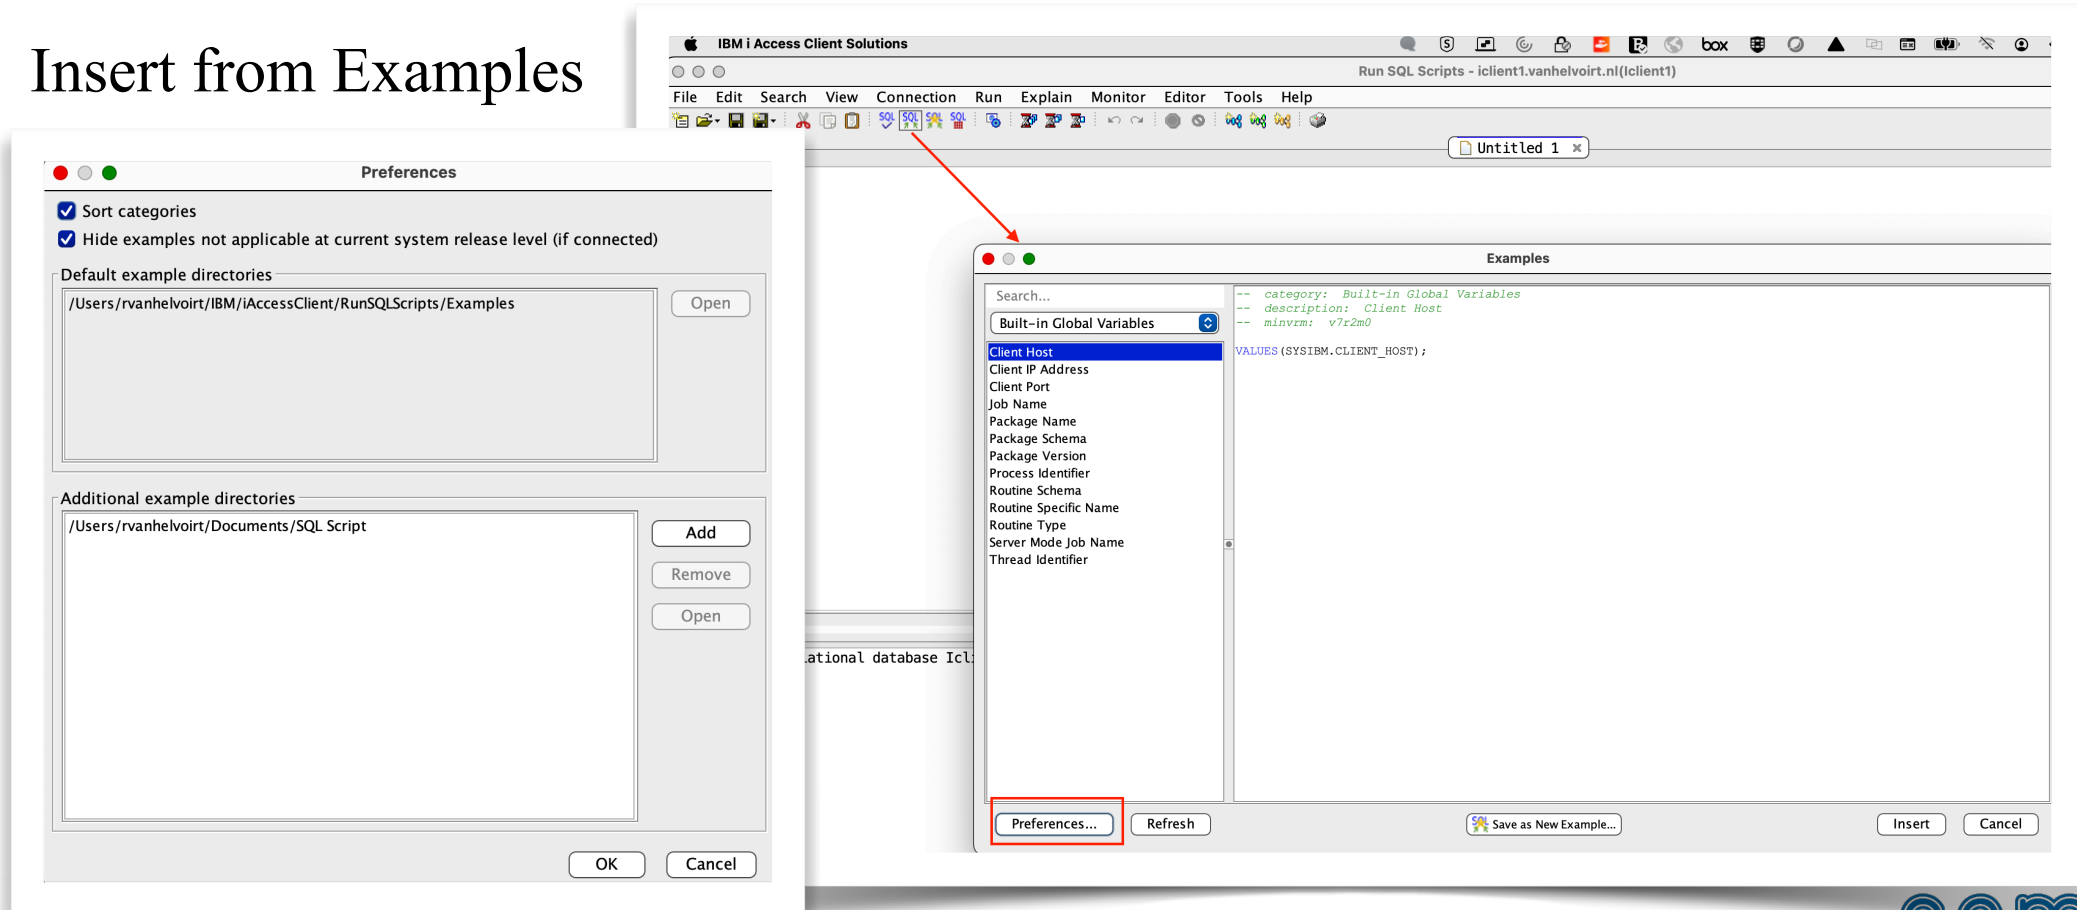 Insert from Examples
IBM i Access Client Solutions
box
Run SQL Scripts - iclient1.vanhelvoirt.nl(Iclient1)
File Edit Search View Connection Run Explain Monitor Editor Tools Help
Untitled 1
Preferences
Sort categories
Hide examples not applicable at current system release level (if connected)
Default example directories
/Users/rvanhelvoirt/IBM/iAccessClient/RunSQLScripts/Examples
Open
Additional example directories
/Users/rvanhelvoirt/Documents/SQL Script
Add
Remove
Open
OK Cancel
ational database Icl
Examples
Search...
Built-in Global Variables
Client Host
Client IP Address
Client Port
Job Name
Package Name
Package Schema
Package Version
Process Identifier
Routine Schema
Routine Specific Name
Routine Type
Server Mode Job Name
Thread Identifier
-- category: Built-in Global Variables
-- description: Client Host
-- minvrm: v7r2m0
VALUES(SYSIBM.CLIENT_HOST);
Preferences... Refresh Save as New Example... Insert Cancel